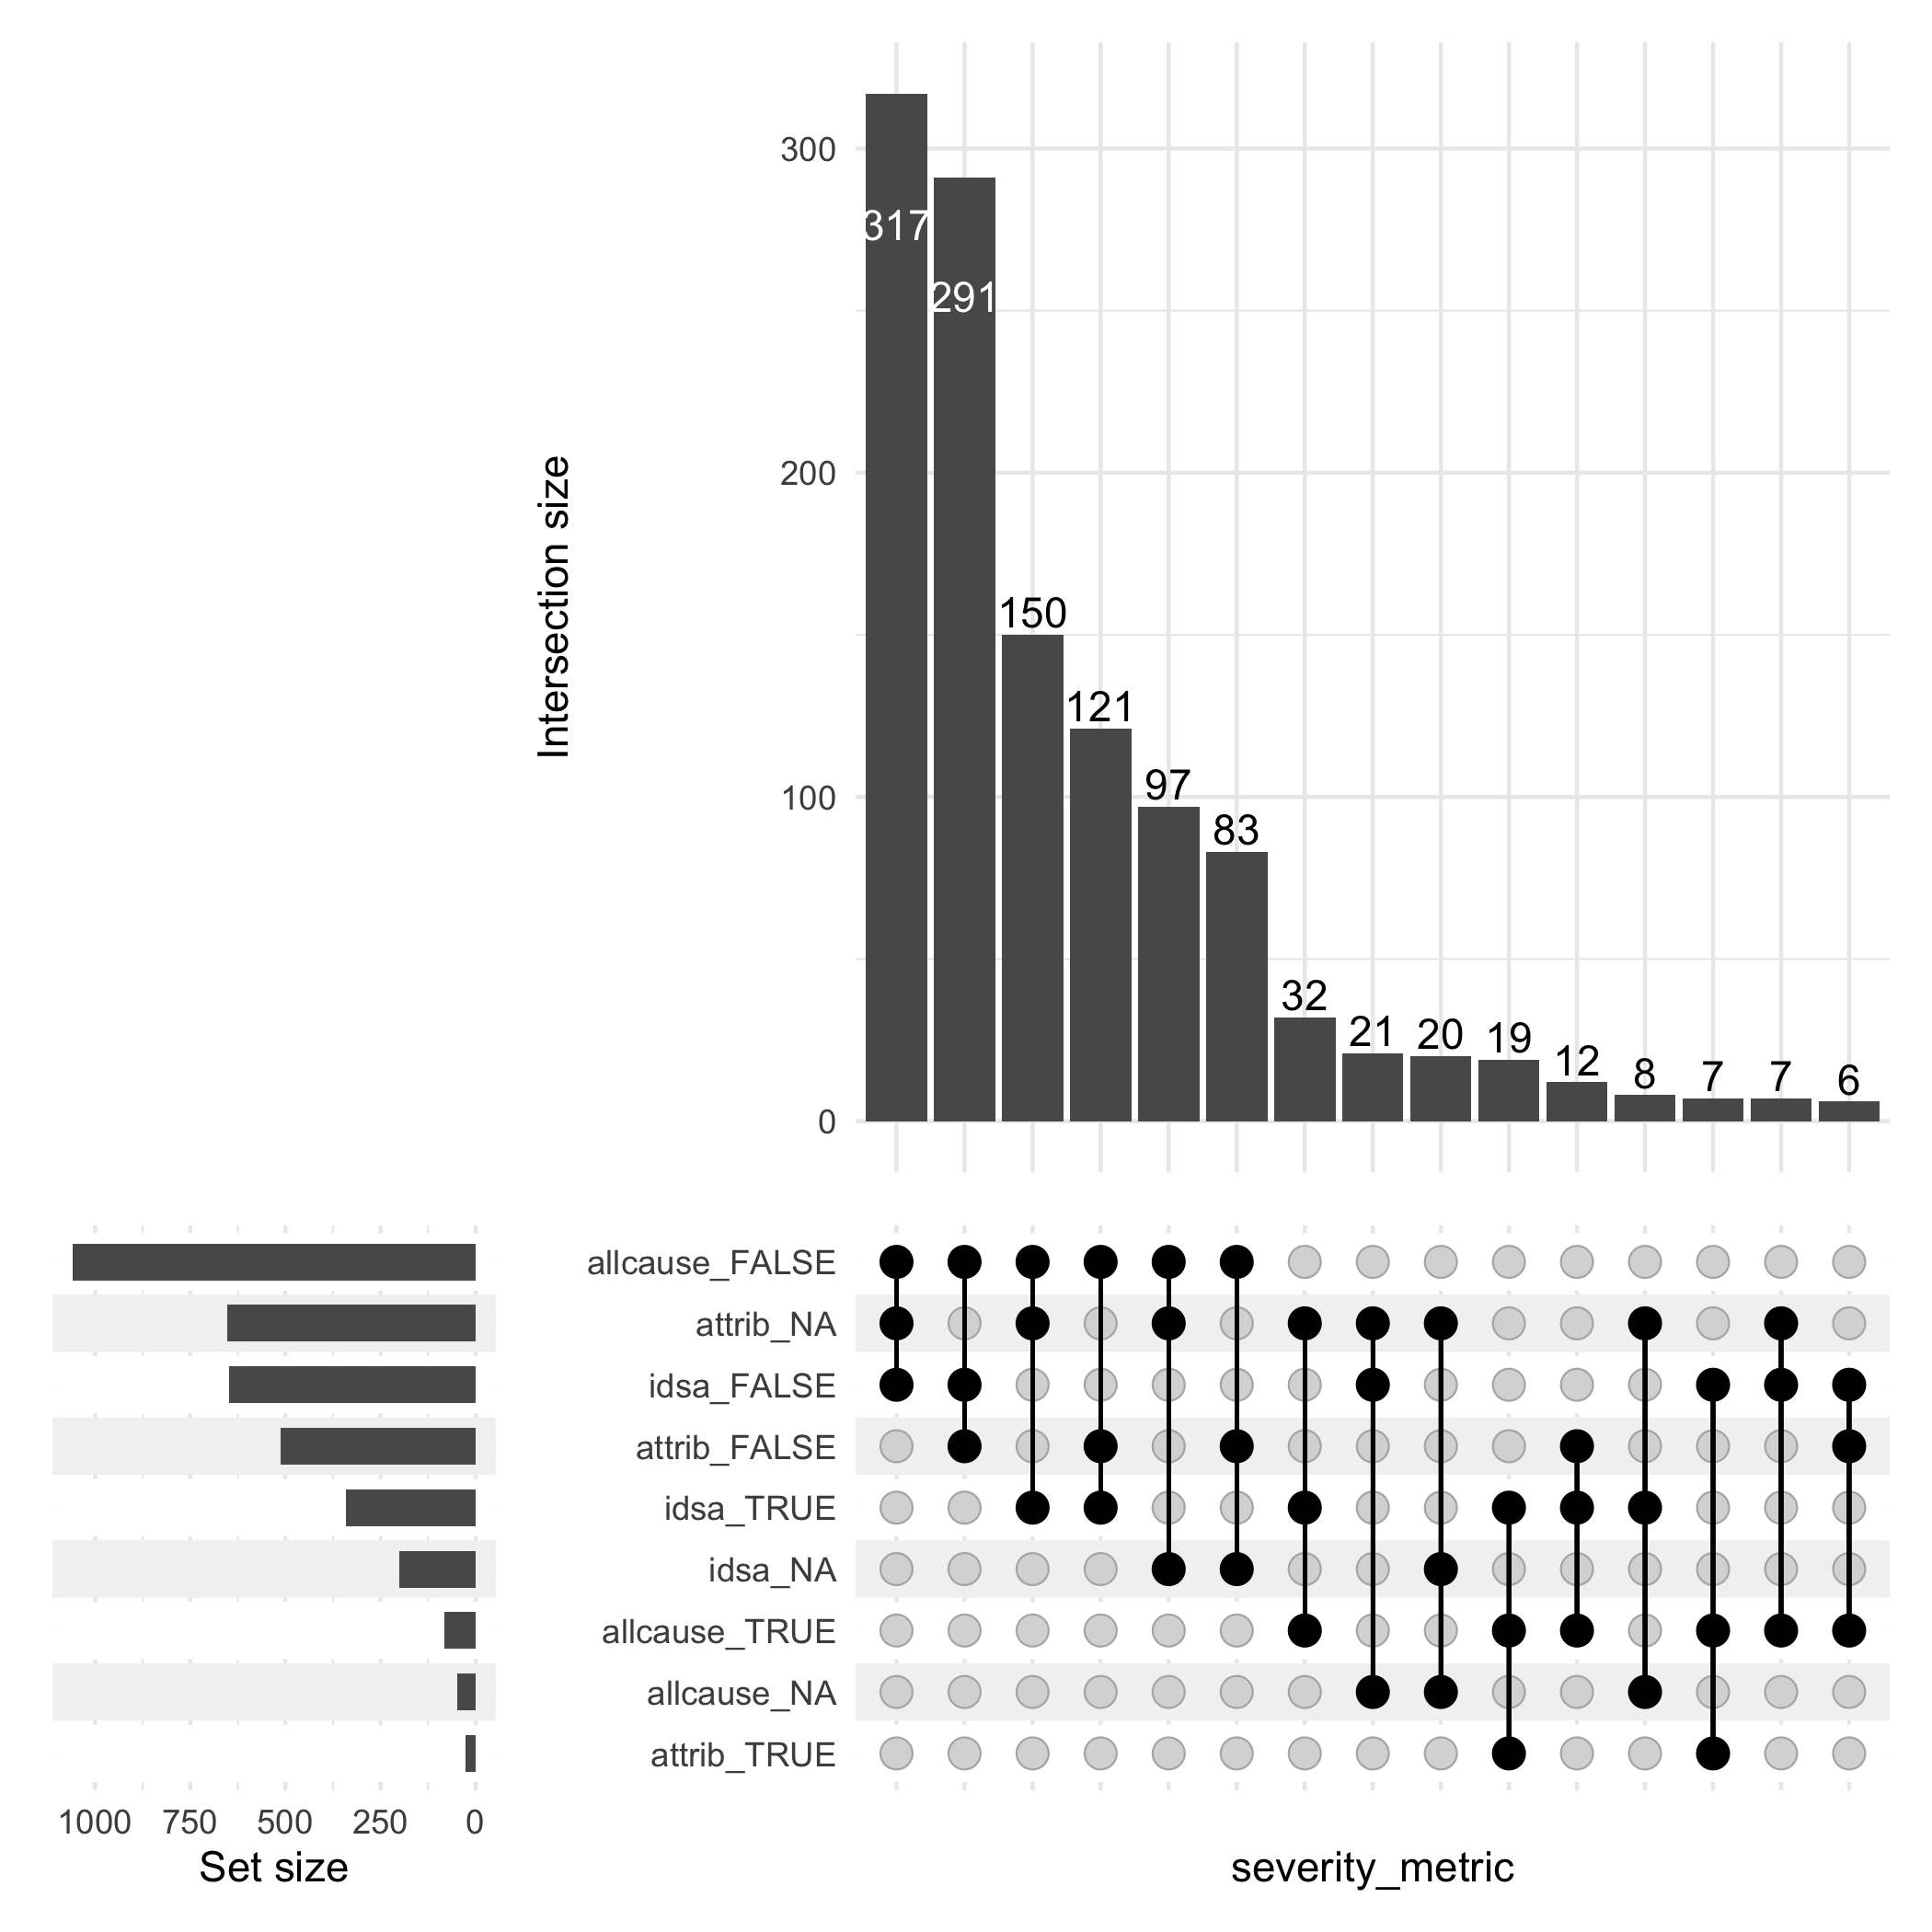 Intersection size
300
200
100
0
317
291
150
121
97
83
32
21
20
19
12
8
7
7
6
allcause_FALSE
attrib_NA
idsa_FALSE
attrib_FALSE
idsa_TRUE
idsa_NA
allcause_TRUE
allcause_NA
attrib_TRUE
1000 750 500 250 0
Set size
severity_metric